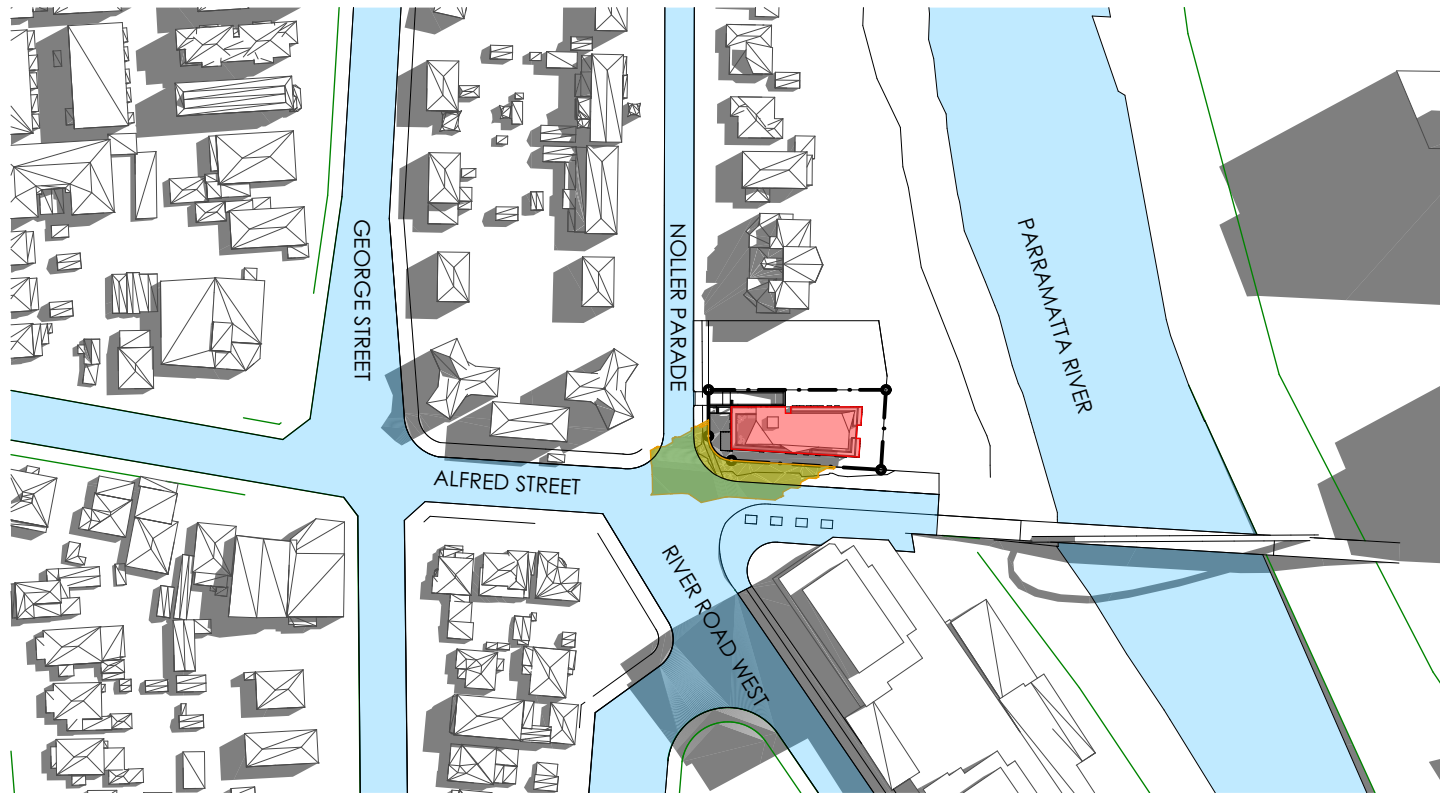 GEORGE STREET
NOLLER PARADE
PARRAMATTA RIVER
ALFRED STREET
RIVER ROAD WEST